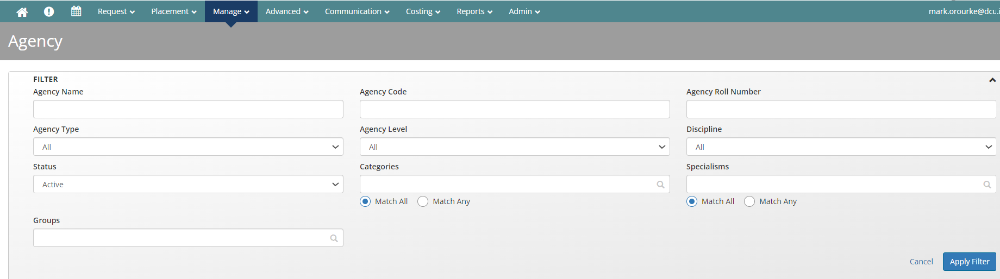 Request Placement Manage Advanced Communication Costing Reports Admin mark.orourke@dcu.i
Agency
FILTER
Agency Name Agency Code Agency Roll Number
Agency Type Agency Level Discipline
All All All
Status Categories Specialisms
Active
Match All Match Any Match All Match Any
Groups
Cancel Apply Filter